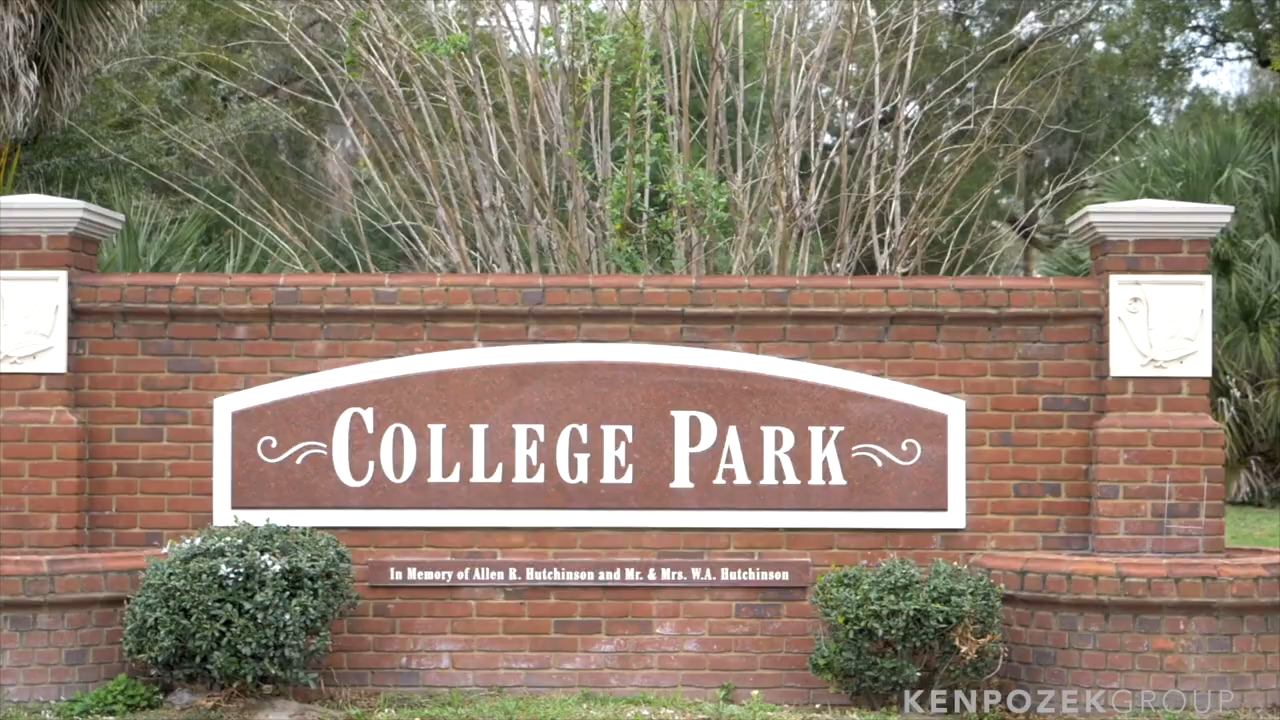 COLLEGE PARK
In Memory of Allen R. Hutchinson and Mr. & Mrs. W.A. Hutchinson
KENPOZEKGROUP